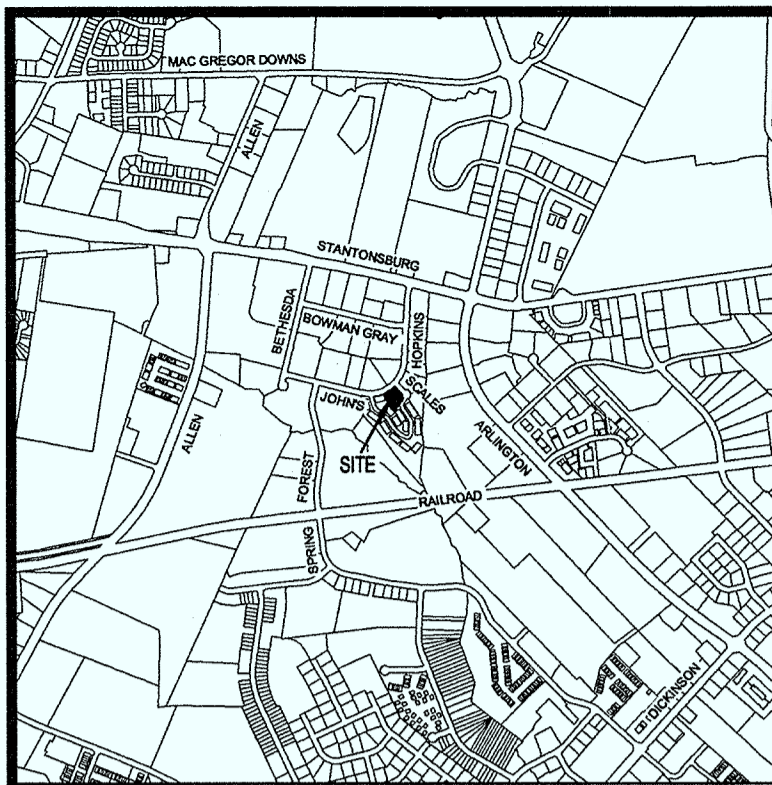 MAC GREGOR DOWNS
ALLEN
STANTONSBURG
BETHESDA
BOWMAN GRAY
HOPKINS
SCALES
JOHN'S
ALLEN
ARLINGTON
SITE
FOREST
RAILROAD
SPRING
DICKINSON